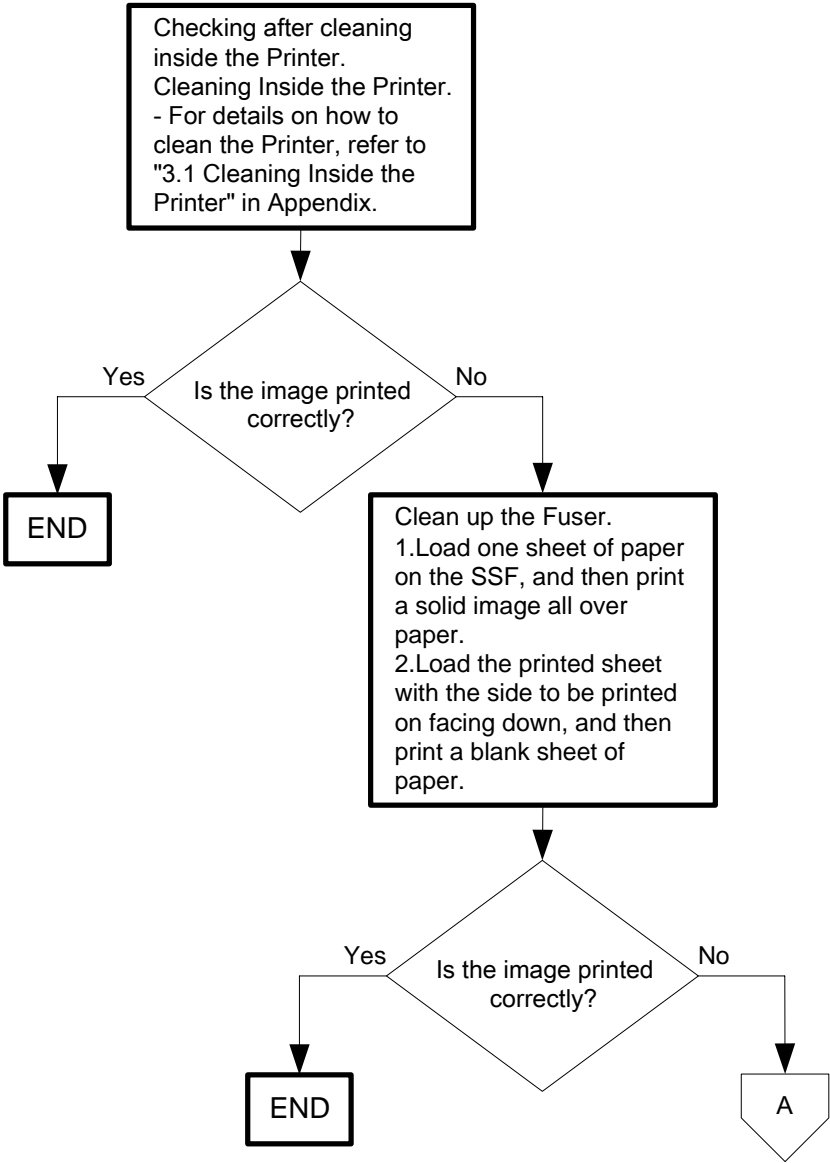 Checking after cleaning
inside the Printer.
Cleaning Inside the Printer.
- For details on how to
clean the Printer, refer to
"3.1 Cleaning Inside the
Printer" in Appendix.
Yes
Is the image printed
correctly?
No
END
Clean up the Fuser.
1.Load one sheet of paper
on the SSF, and then print
a solid image all over
paper.
2.Load the printed sheet
with the side to be printed
on facing down, and then
print a blank sheet of
paper.
Yes
Is the image printed
correctly?
No
END
A